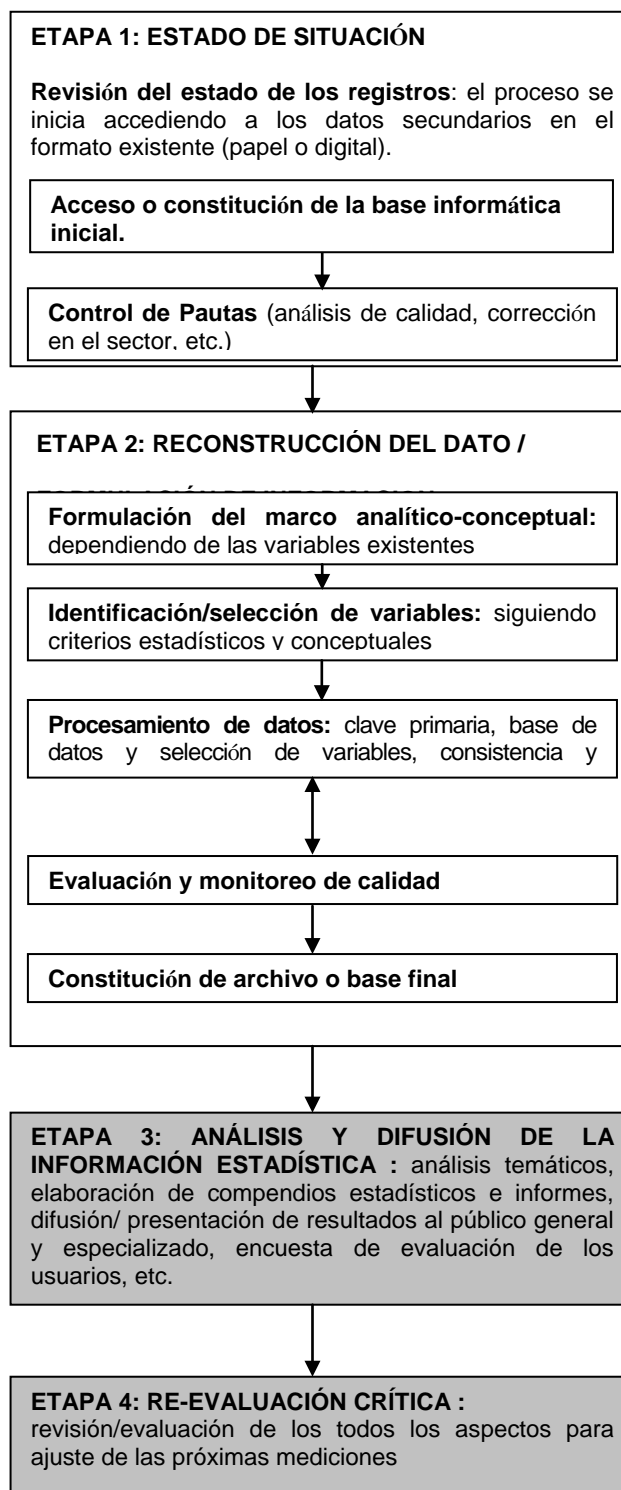 ETAPA 1: ESTADO DE SITUACIÓN
Revisión del estado de los registros: el proceso se
inicia accediendo a los datos secundarios en el
formato existente (papel o digital).
Acceso o constitución de la base informática
inicial.
Control de Pautas (análisis de calidad, corrección
en el sector, etc.)
ETAPA 2: RECONSTRUCCIÓN DEL DATO /
Formulación del marco analítico-conceptual:
dependiendo de las variables existentes
Identificación/selección de variables: siguiendo
criterios estadísticos y conceptuales
Procesamiento de datos: clave primaria, base de
datos y selección de variables, consistencia y
Evaluación y monitoreo de calidad
Constitución de archivo o base final
ETAPA 3: ANÁLISIS Y DIFUSIÓN DE LA
INFORMACIÓN ESTADÍSTICA : análisis temáticos,
elaboración de compendios estadísticos e informes,
difusión/ presentación de resultados al público general
y especializado, encuesta de evaluación de los
usuarios, etc.
ETAPA 4: RE-EVALUACIÓN CRÍTICA :
revisión/evaluación de los todos los aspectos para
ajuste de las próximas mediciones